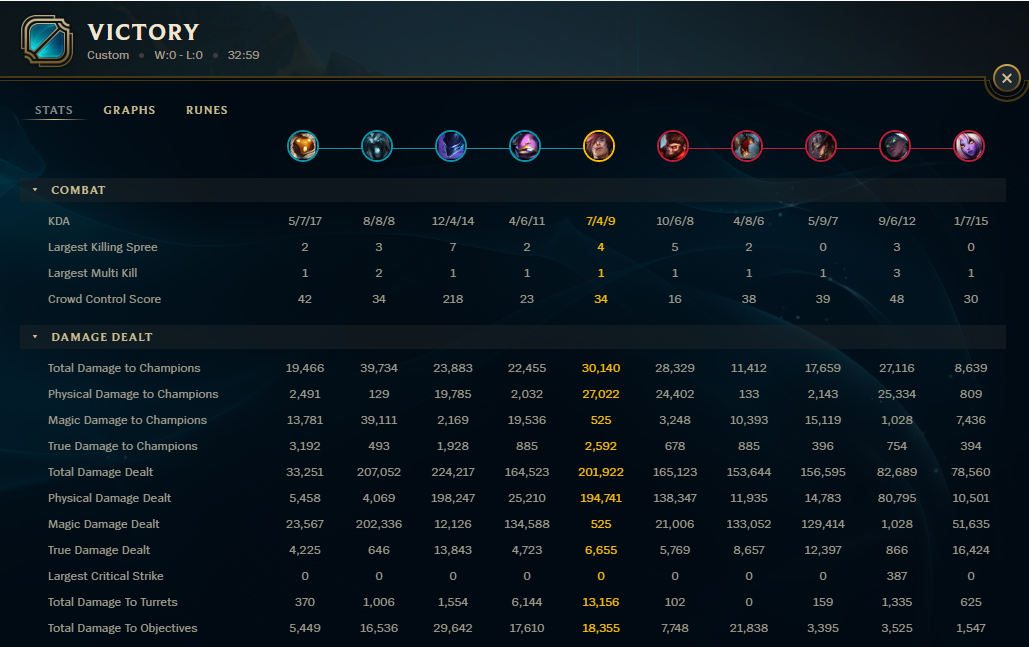 VICTORY
Custom • W:0 - L:0 • 32:59
STATS GRAPHS RUNES
COMBAT
KDA 5/7/17 8/8/8 12/4/14 4/6/11 7/4/9 10/6/8 4/8/6 5/9/7 9/6/12 1/7/15
Largest Killing Spree 2 3 7 2 4 5 2 0 3 0
Largest Multi Kill 1 2 1 1 1 1 1 1 3 1
Crowd Control Score 42 34 218 23 34 16 38 39 48 30
DAMAGE DEALT
Total Damage to Champions 19,466 39,734 23,883 22,455 30,140 28,329 11,412 17,659 27,116 8,639
Physical Damage to Champions 2,491 129 19,785 2,032 27,022 24,402 133 2,143 25,334 809
Magic Damage to Champions 13,781 39,111 2,169 19,536 525 3,248 10,393 15,119 1,028 7,436
True Damage to Champions 3,192 493 1,928 885 2,592 678 885 396 754 394
Total Damage Dealt 33,251 207,052 224,217 164,523 201,922 165,123 153,644 156,595 82,689 78,560
Physical Damage Dealt 5,458 4,069 198,247 25,210 194,741 138,347 11,935 14,783 80,795 10,501
Magic Damage Dealt 23,567 202,336 12,126 134,588 525 21,006 133,052 129,414 1,028 51,635
True Damage Dealt 4,225 646 13,843 4,723 6,655 5,769 8,657 12,397 866 16,424
Largest Critical Strike 0 0 0 0 0 0 0 0 387 0
Total Damage To Turrets 370 1,006 1,554 6,144 13,156 102 0 159 1,335 625
Total Damage To Objectives 5,449 16,536 29,642 17,610 18,355 7,748 21,838 3,395 3,525 1,547